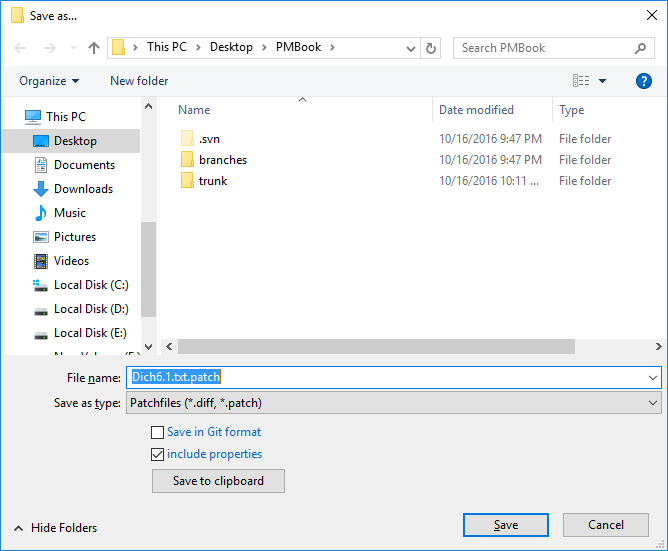 Save as...
This PC > Desktop > PMBook >
Search PMBook
Organize
New folder
Name
Date modified
Type
This PC
Desktop
Documents
Downloads
Music
Pictures
Videos
Local Disk (C:)
Local Disk (D:)
Local Disk (E:)
.svn 10/16/2016 9:47 PM File folder
branches 10/16/2016 9:47 PM File folder
trunk 10/16/2016 10:11 ... File folder
File name: Dich6.1.txt.patch
Save as type: Patchfiles (*.diff, *.patch)
Save in Git format
include properties
Save to clipboard
Hide Folders
Save
Cancel